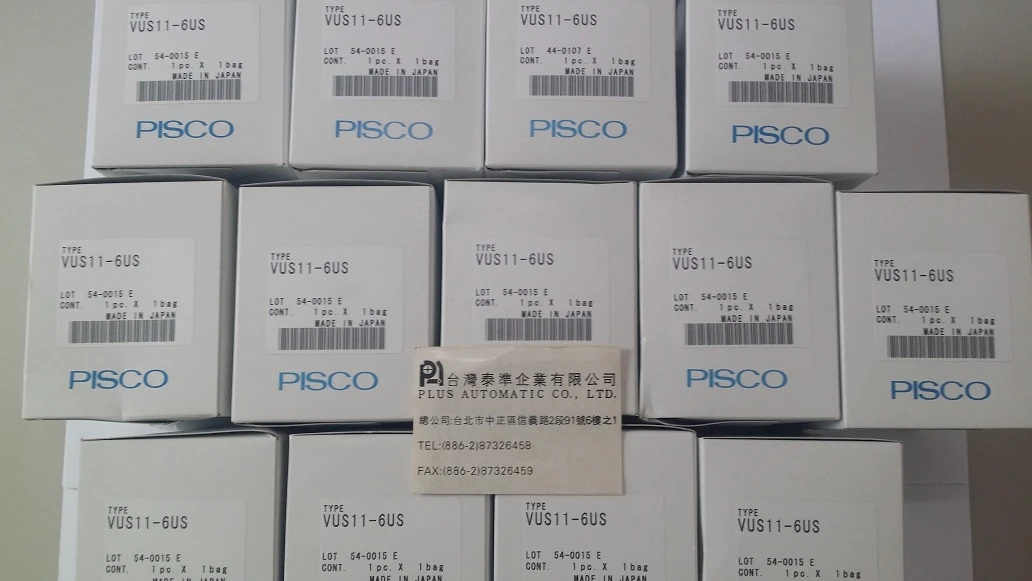 TYPE
VUS11-6US
LOT 54-0015 E
CONT. 1pc. X 1bag
MADE IN JAPAN
PISCO
TYPE
VUS11-6US
LOT 54-0015 E
CONT. 1pc. X 1bag
MADE IN JAPAN
PISCO
TYPE
VUS11-6US
LOT 44-0107 E
CONT. 1pc. X 1bag
MADE IN JAPAN
PISCO
TYPE
VUS11-6US
LOT 54-0015 E
CONT. 1pc. X 1bag
MADE IN JAPAN
PISCO
TYPE
VUS11-6US
LOT 54-0015 E
CONT. 1pc. X 1bag
MADE IN JAPAN
PISCO
TYPE
VUS11-6US
LOT 54-0015 E
CONT. 1pc. X 1bag
MADE IN JAPAN
PISCO
TYPE
VUS11-6US
LOT 54-0015 E
CONT. 1pc. X 1bag
MADE IN JAPAN
TYPE
VUS11-6US
LOT 54-0015 E
CONT. 1pc. X 1bag
MADE IN JAPAN
PISCO
TYPE
VUS11-6US
LOT 54-0015 E
CONT. 1pc. X 1bag
MADE IN JAPAN
PISCO
台灣泰準企業有限公司
PLUS AUTOMATIC CO., LTD.
總公司:台北市中正區信義路2段91號6樓之1
TEL:(886-2)87326458
FAX:(886-2)87326459
TYPE
VUS11-6US
LOT 54-0015 E
CONT. 1pc. X 1bag
MADE IN JAPAN
TYPE
VUS11-6US
LOT 54-0015 E
CONT. 1pc. X 1bag
MADE IN JAPAN
TYPE
VUS11-6US
LOT 54-0015 E
CONT. 1pc. X 1bag
MADE IN JAPAN
TYPE
VUS11-6US
LOT 54-0015 E
CONT. 1pc. X 1bag
MADE IN JAPAN